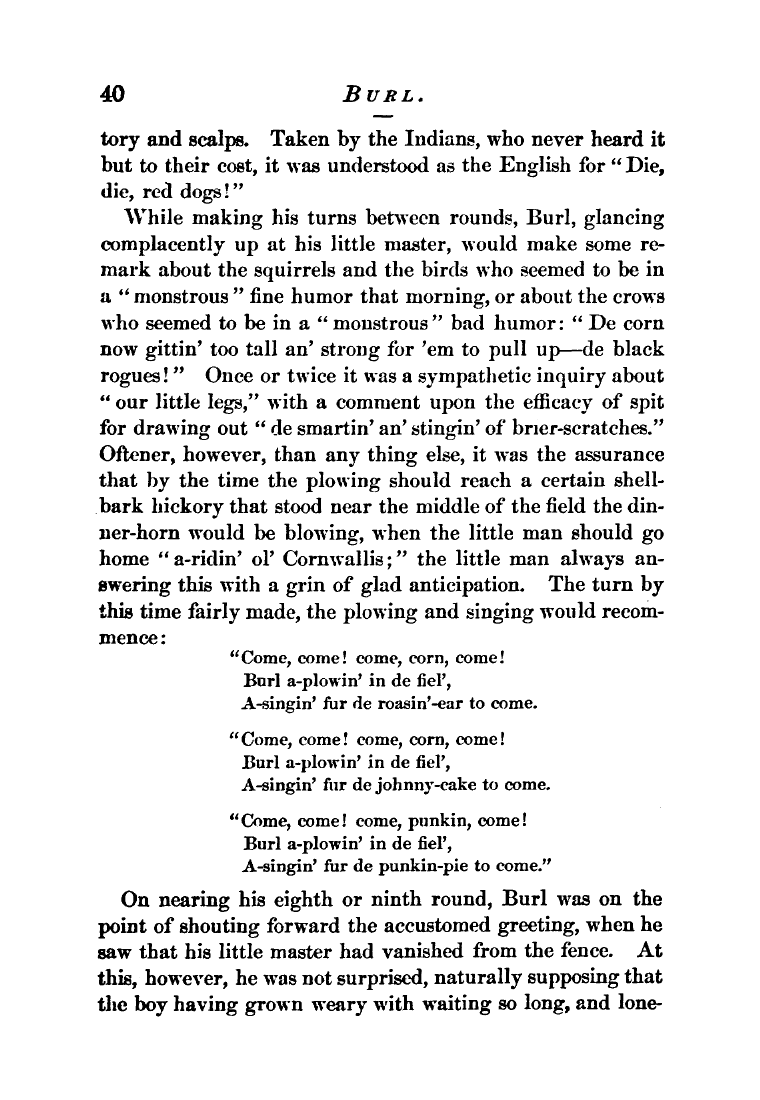 40 BURL.
tory and scalps. Taken by the Indians, who never heard it
but to their cost, it was understood as the English for "Die,
die, red dogs!"
While making his turns between rounds, Burl, glancing
complacently up at his little master, would make some re-
mark about the squirrels and the birds who seemed to be in
a "monstrous" fine humor that morning, or about the crows
who seemed to be in a "monstrous" bad humor: "De corn
now gittin' too tall an' strong for 'em to pull up—de black
rogues!" Once or twice it was a sympathetic inquiry about
"our little legs," with a comment upon the efficacy of spit
for drawing out "de smartin' an' stingin' of brier-scratches."
Oftener, however, than any thing else, it was the assurance
that by the time the plowing should reach a certain shell-
bark hickory that stood near the middle of the field the din-
ner-horn would be blowing, when the little man should go
home "a-ridin' ol' Cornwallis;" the little man always an-
swering this with a grin of glad anticipation. The turn by
this time fairly made, the plowing and singing would recom-
mence:
"Come, come! come, corn, come!
Burl a-plowin' in de fiel',
A-singin' fur de roasin'-ear to come.
"Come, come! come, corn, come!
Burl a-plowin' in de fiel',
A-singin' fur de johnny-cake to come.
"Come, come! come, punkin, come!
Burl a-plowin' in de fiel',
A-singin' fur de punkin-pie to come."
On nearing his eighth or ninth round, Burl was on the
point of shouting forward the accustomed greeting, when he
saw that his little master had vanished from the fence. At
this, however, he was not surprised, naturally supposing that
the boy having grown weary with waiting so long, and lone-